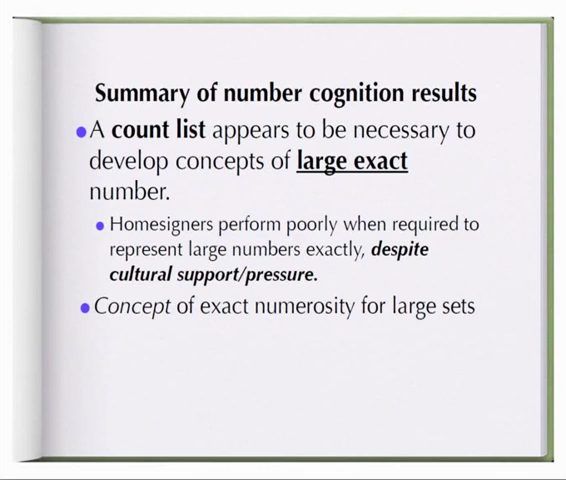 Summary of number cognition results
A count list appears to be necessary to
develop concepts of large exact
number.
Homesigners perform poorly when required to
represent large numbers exactly, despite
cultural support/pressure.
Concept of exact numerosity for large sets